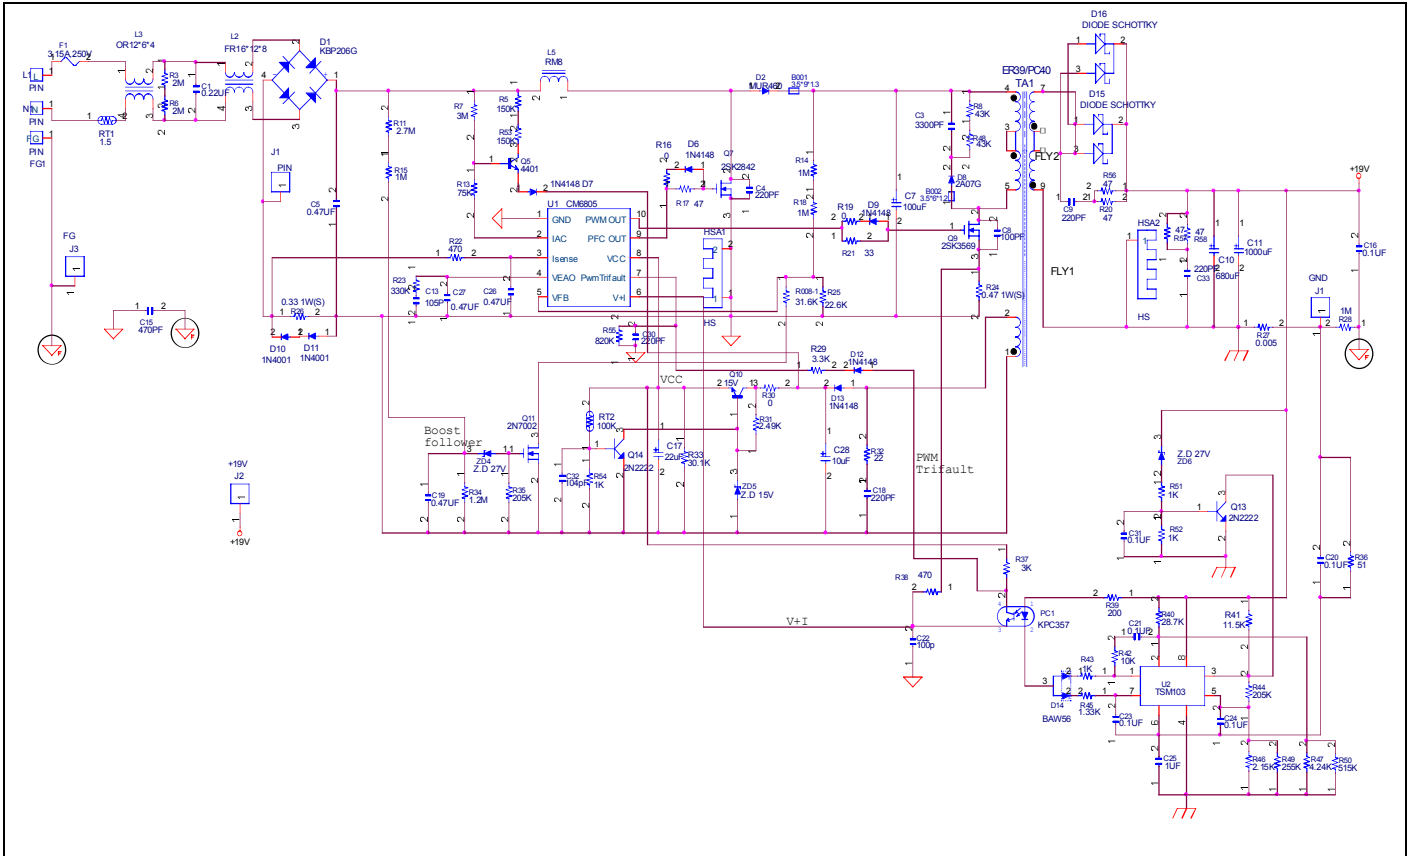 F1
3.15A 250V
L3
OR12*6*4
L2
FR16*12*8
D1
KBP206G
L5
RM8
D16
DIODE SCHOTTKY
D15
DIODE SCHOTTKY
PIN
N
PIN
FG
PIN
FG1
RT1
1.5
R3
2M
R6
2M
C1
0.22UF
J1
PIN
C5
0.47UF
R11
2.7M
R15
1M
R7
3M
R5
150K
R53
150K
Q5
4401
R13
75K
1N4148 D7
R16
0
D6
1N4148
R17 47
Q7
2SK2842
C4
220PF
D2
B001
3.5*9*1.3
R14
1M
R18
1M
C7
100uF
C3
3300PF
R8
43K
R48
43K
D8
2A07G
B002
3.5*6*1.2
ER39/PC40
TA1
FLY2
FLY1
U1 CM6805
GND
IAC
Isense
VEAO
VFB
PWM OUT
PFC OUT
VCC
PwmTrifault
V+I
R22
470
R23
330K
C13
105P
C27
0.47UF
C26
0.47UF
HSA1
HS
R19
0
D9
1N4148
R21 33
Q9
2SK3569
C8
100PF
R24
0.47 1W(S)
R008-1
31.6K
R25
22.6K
FG
J3
C15
470PF
0.33 1W(S)
R26
D10
1N4001
D11
1N4001
R55
820K
C30
220PF
R29
3.3K
D12
1N4148
VCC
Q10
15V
R30
0
D13
1N4148
R31
2.49K
RT2
100K
Q11
2N7002
Boost
follower
ZD4
Z.D 27V
Q14
2N2222
C17
22uF
R33
30.1K
C28
10uF
R32
22
C18
220PF
ZD5
Z.D 15V
C19
0.47UF
R34
1.2M
R35
205K
C32
104pF
R54
1K
PWM
Trifault
+19V
J2
+19V
R56
47
R20
47
C9
220PF
HSA2
HS
47
R57
47
R58
220PF
C33
C10
680uF
C11
1000uF
+19V
C16
0.1UF
GND
J1
1M
R28
R27
0.005
Z.D 27V
ZD6
R51
1K
R52
1K
C31
0.1UF
Q13
2N2222
C20
0.1UF
R36
51
R37
3K
R38 470
V+I
C22
100p
PC1
KPC357
R39
200
R40
28.7K
R41
11.5K
C21
0.1UF
R42
10K
R43
1K
R45
1.33K
D14
BAW56
U2
TSM103
C23
0.1UF
C24
0.1UF
C25
1UF
R44
205K
R46
2.15K
R49
255K
R47
4.24K
R50
515K